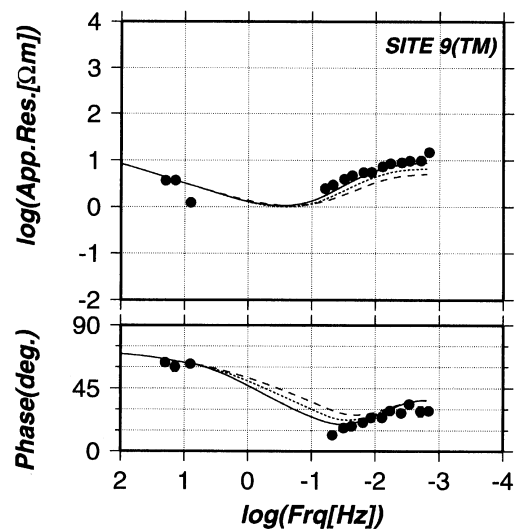 SITE 9(TM)
log(App.Res.[Ωm])
4
3
2
1
0
-1
-2
Phase(deg.)
90
45
0
2 1 0 -1 -2 -3 -4
log(Frq[Hz])